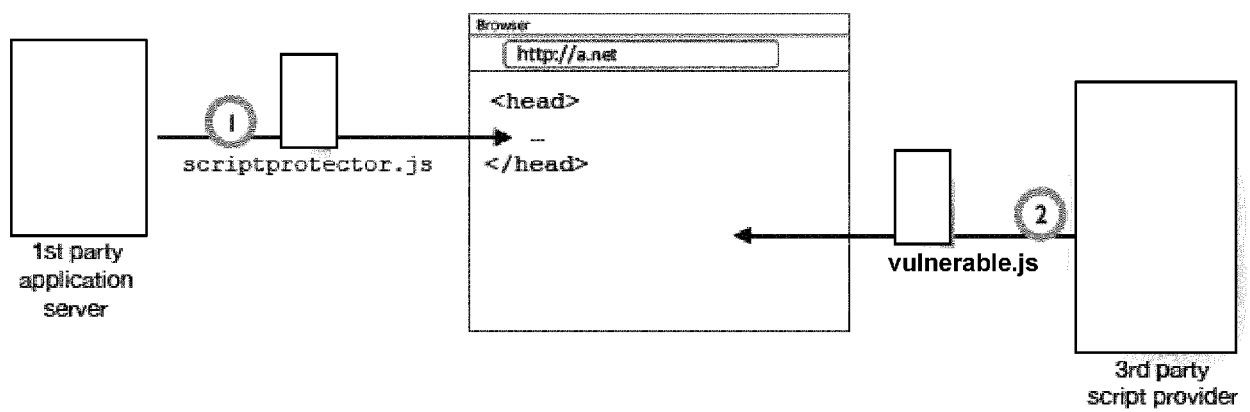 Browser
http://a.net
<head>
1
...
scriptprotector.js
</head>
2
vulnerable.js
1st party
application
server
3rd party
script provider